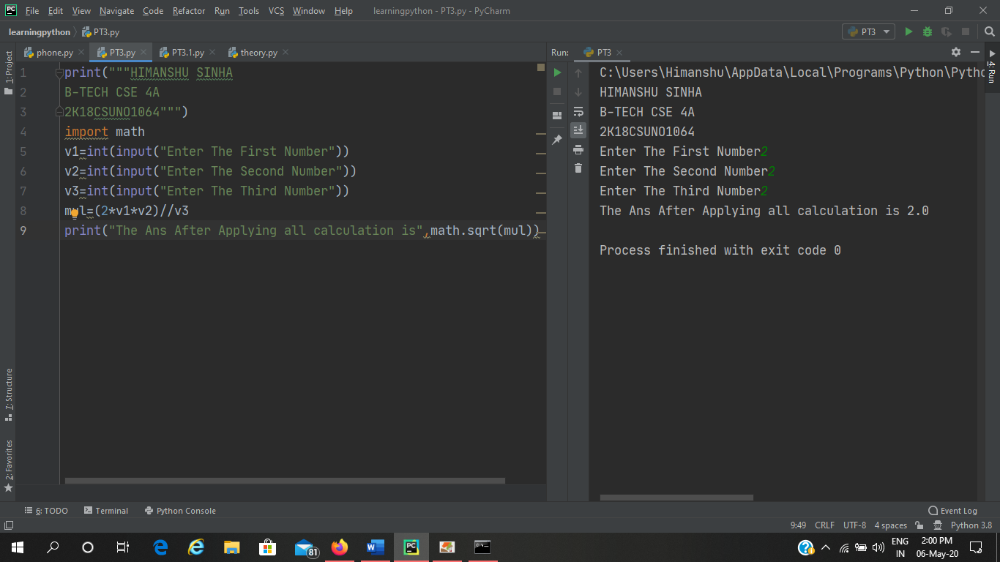 File Edit View Navigate Code Refactor Run Tools VCS Window Help learningpython - PT3.py - PyCharm
learningpython PT3.py PT3
phone.py PT3.py PT3.1.py theory.py Run: PT3
1: Project
4: Run
1 print("""HIMANSHU SINHA
2 B-TECH CSE 4A
3 2K18CSUNO1064""")
4 import math
5 v1=int(input("Enter The First Number"))
6 v2=int(input("Enter The Second Number"))
7 v3=int(input("Enter The Third Number"))
8 mul=(2*v1*v2)//v3
9 print("The Ans After Applying all calculation is",math.sqrt(mul))
C:\Users\Himanshu\AppData\Local\Programs\Python\Pytho
HIMANSHU SINHA
B-TECH CSE 4A
2K18CSUNO1064
Enter The First Number2
Enter The Second Number2
Enter The Third Number2
The Ans After Applying all calculation is 2.0
Process finished with exit code 0
7: Structure
2: Favorites
6: TODO Terminal Python Console Event Log
9:49 CRLF UTF-8 4 spaces Python 3.8
81
ENG
IN
2:00 PM
06-May-20